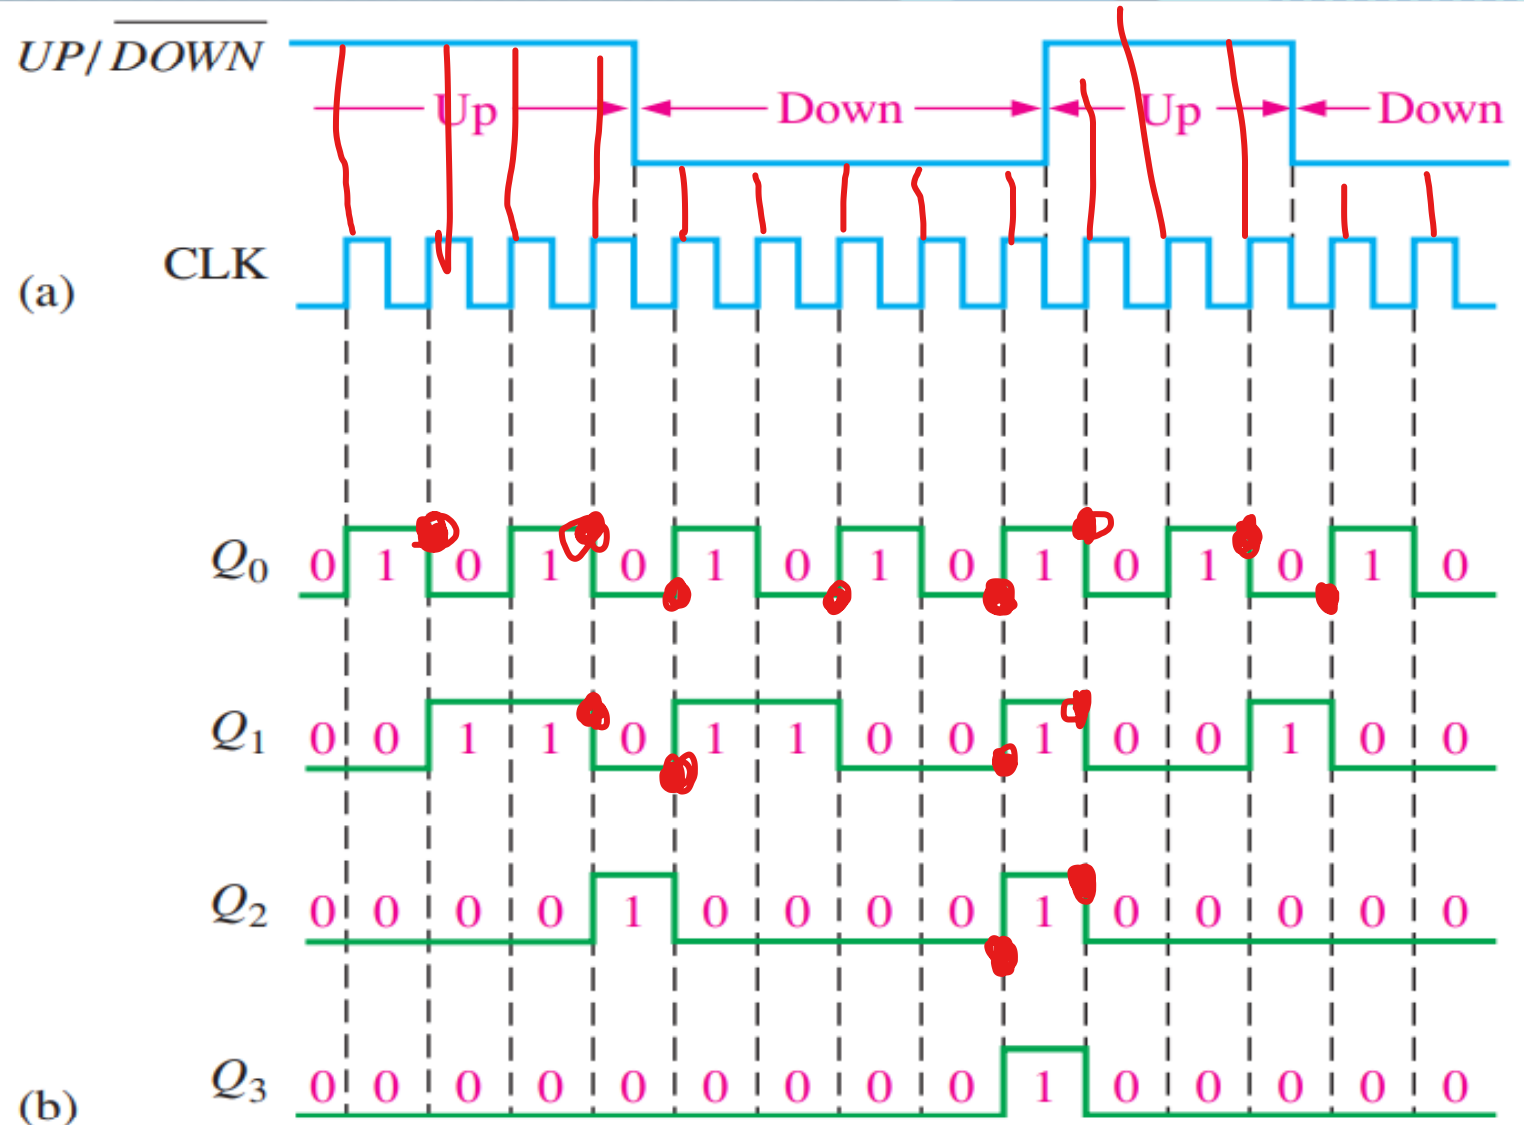 UP/DOWN
Up Down Up Down
CLK
(a)
Q0 0 1 0 1 0 1 0 1 0 1 0 1 0 1 0
Q1 0 0 1 1 0 1 1 0 0 1 0 0 1 0 0
Q2 0 0 0 0 1 0 0 0 0 1 0 0 0 0 0
Q3 0 0 0 0 0 0 0 0 0 1 0 0 0 0 0
(b)